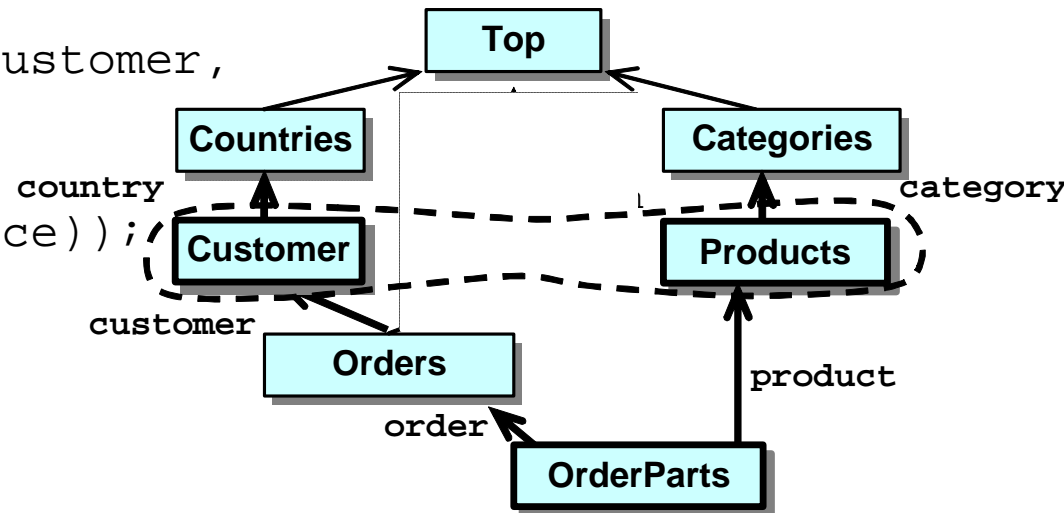 Top
ustomer,
Countries
Categories
country
category
ce));
Customer
Products
customer
Orders
product
order
OrderParts